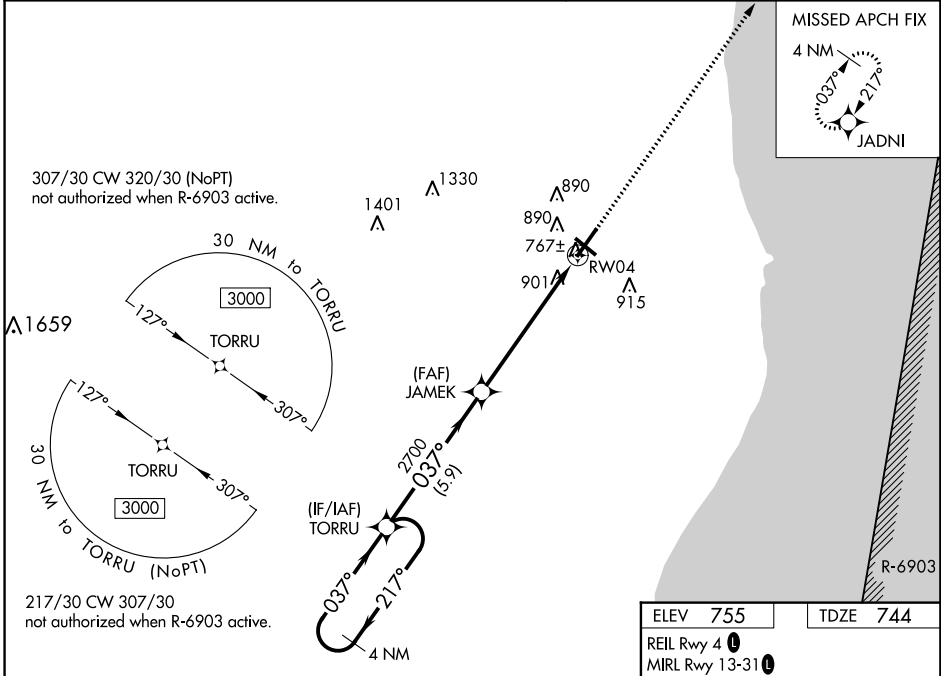 MISSED APCH FIX
4 NM
037°
217°
JADNI
307/30 CW 320/30 (NoPT)
not authorized when R-6903 active.
1330
1401
890
890
767±
RW04
901
915
30 NM to TORRU
3000
127°
TORRU
307°
1659
(FAF)
JAMEK
127°
TORRU
307°
3000
30 NM to TORRU (NoPT)
2700
037°
(5.9)
(IF/IAF)
TORRU
037°
217°
4 NM
R-6903
217/30 CW 307/30
not authorized when R-6903 active.
ELEV 755
TDZE 744
REIL Rwy 4 L
MIRL Rwy 13-31 L